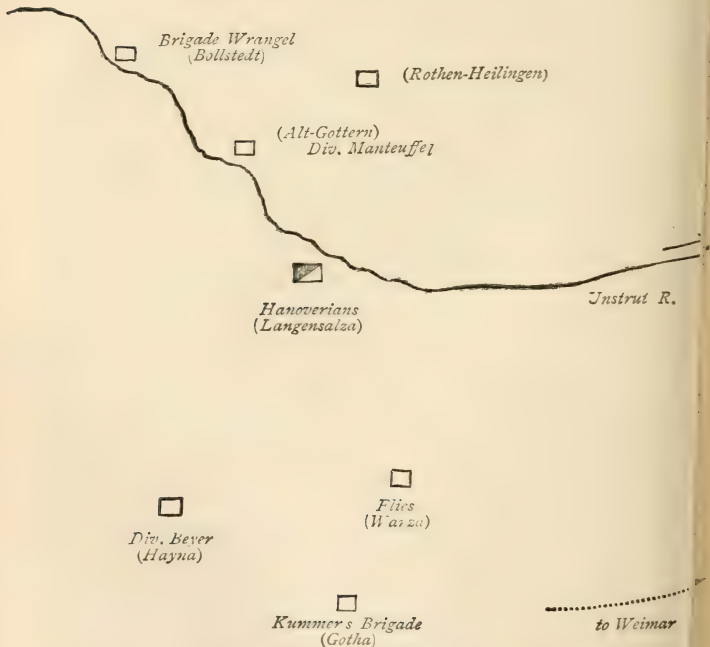 Brigade Wrangel
(Bollstedt)
(Rothen-Heilingen)
(Alt-Gottern)
Div. Manteuffel
Hanoverians
(Langensalza)
Unstrut R.
Flies
(Warza)
Div. Beyer
(Hayna)
Kummers Brigade
(Gotha)
to Weimar